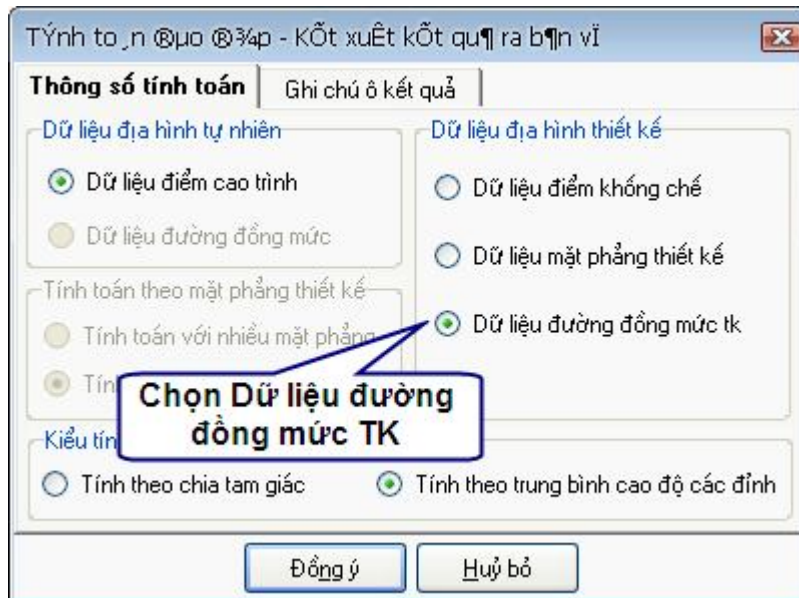 TÝnh to¸n ®µo ®¾p - KÕt xuÊt kÕt qu¶ ra b¶n vÏ
Thông số tính toán
Ghi chú ô kết quả
Dữ liệu địa hình tự nhiên
Dữ liệu điểm cao trình
Dữ liệu đường đồng mức
Tính toán theo mặt phẳng thiết kế
Tính toán với nhiều mặt phẳng
Dữ liệu địa hình thiết kế
Dữ liệu điểm khống chế
Dữ liệu mặt phẳng thiết kế
Dữ liệu đường đồng mức tk
Chọn Dữ liệu đường
đồng mức TK
Kiểu
Tính theo chia tam giác
Tính theo trung bình cao độ các đỉnh
Đồng ý
Huỷ bỏ